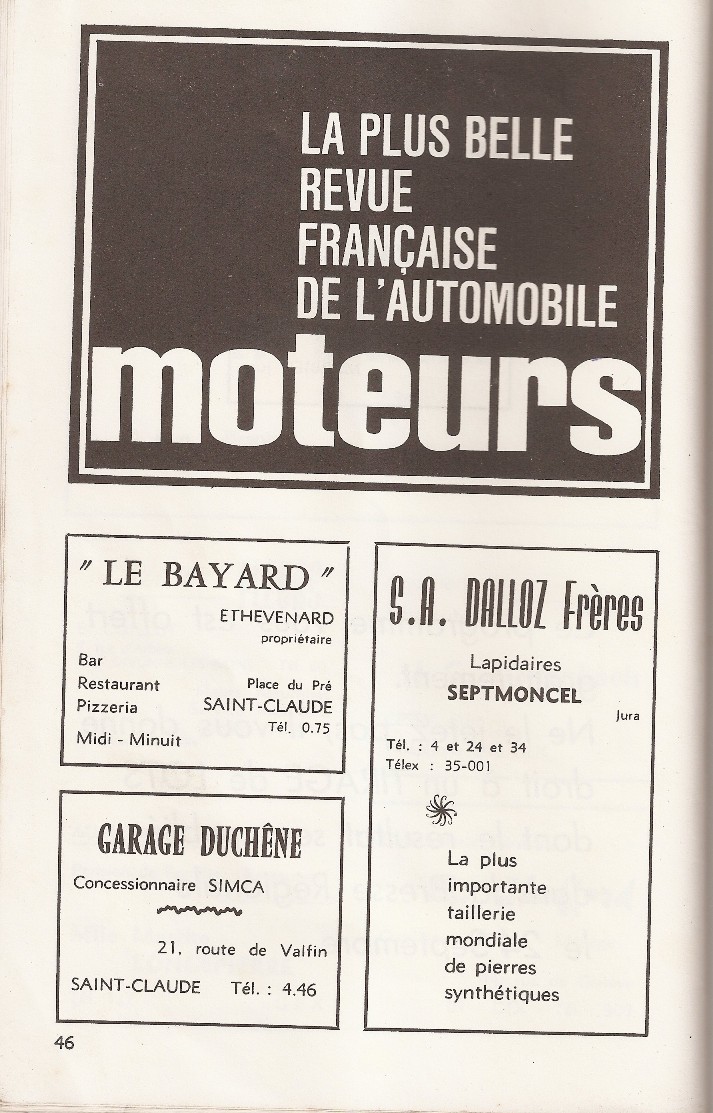 LA PLUS BELLE
REVUE
FRANÇAISE
DE L'AUTOMOBILE
moteurs
" LE BAYARD "
ETHEVENARD
propriétaire
Bar
Restaurant Place du Pré
Pizzeria SAINT-CLAUDE
Tél. 0.75
Midi - Minuit
GARAGE DUCHÊNE
Concessionnaire SIMCA
21, route de Valfin
SAINT-CLAUDE Tél. : 4.46
S.A. DALLOZ Frères
Lapidaires
SEPTMONCEL
Jura
Tél. : 4 et 24 et 34
Télex : 35-001
La plus
importante
taillerie
mondiale
de pierres
synthétiques
46